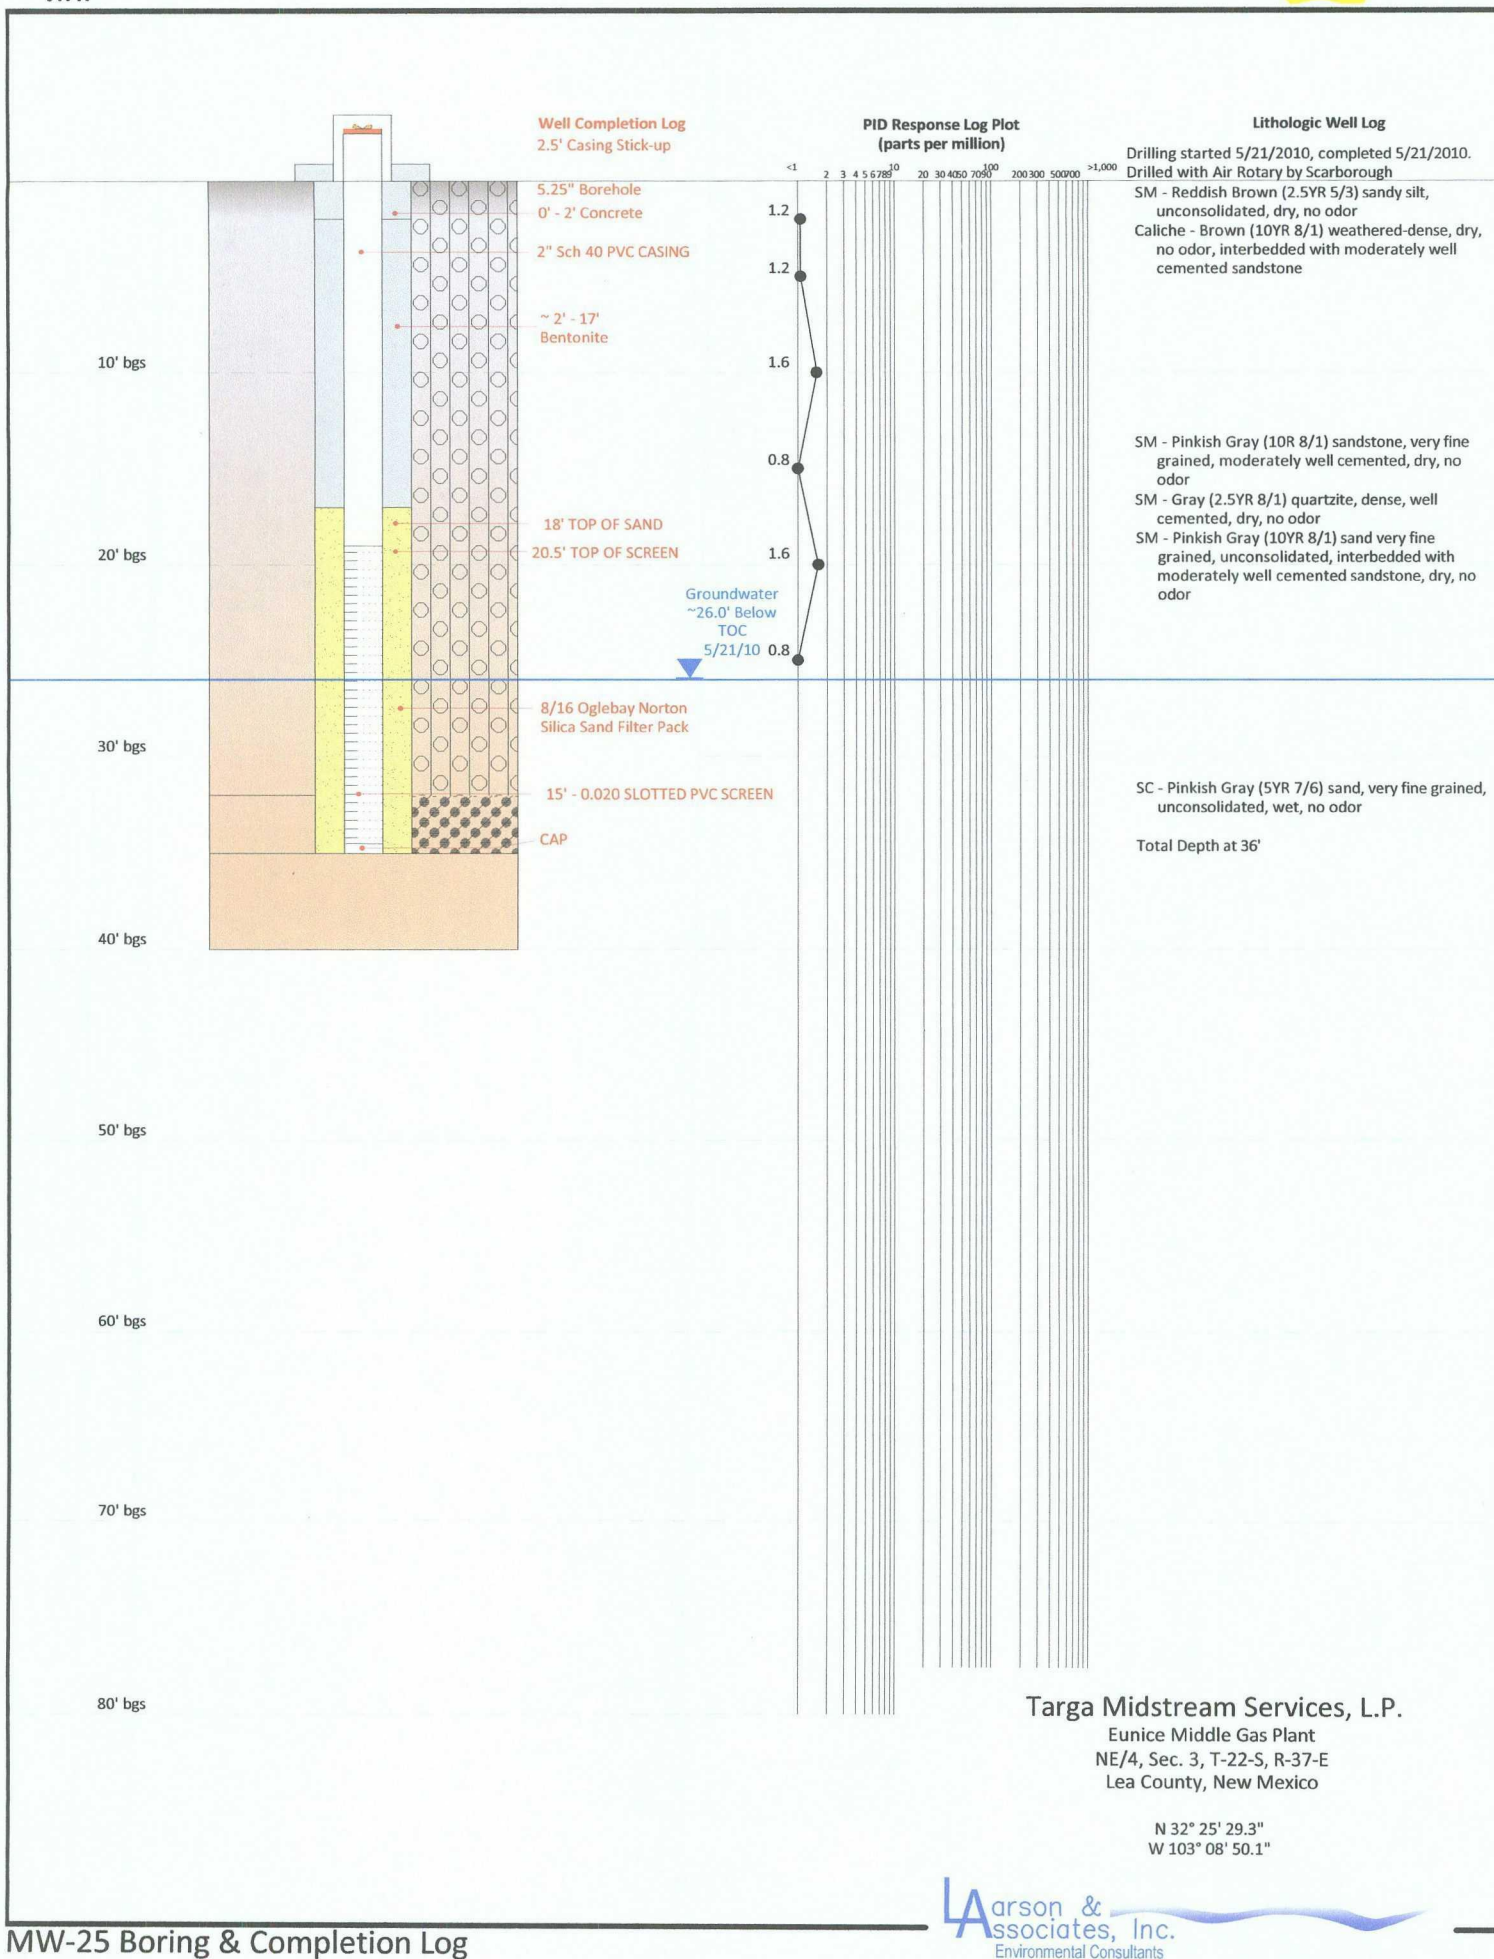 Well Completion Log
2.5' Casing Stick-up
PID Response Log Plot
(parts per million)
<1 2 3 4 5 6 7 8 9 10 20 30 40 50 70 90 100 200 300 500 700 >1,000
Lithologic Well Log
Drilling started 5/21/2010, completed 5/21/2010.
Drilled with Air Rotary by Scarborough
5.25" Borehole
0' - 2' Concrete
2" Sch 40 PVC CASING
~ 2' - 17'
Bentonite
18' TOP OF SAND
20.5' TOP OF SCREEN
8/16 Oglebay Norton
Silica Sand Filter Pack
15' - 0.020 SLOTTED PVC SCREEN
CAP
10' bgs
20' bgs
30' bgs
40' bgs
50' bgs
60' bgs
70' bgs
80' bgs
1.2
1.2
1.6
0.8
1.6
0.8
Groundwater
~26.0' Below
TOC
5/21/10
SM - Reddish Brown (2.5YR 5/3) sandy silt,
unconsolidated, dry, no odor
Caliche - Brown (10YR 8/1) weathered-dense, dry,
no odor, interbedded with moderately well
cemented sandstone
SM - Pinkish Gray (10R 8/1) sandstone, very fine
grained, moderately well cemented, dry, no
odor
SM - Gray (2.5YR 8/1) quartzite, dense, well
cemented, dry, no odor
SM - Pinkish Gray (10YR 8/1) sand very fine
grained, unconsolidated, interbedded with
moderately well cemented sandstone, dry, no
odor
SC - Pinkish Gray (5YR 7/6) sand, very fine grained,
unconsolidated, wet, no odor
Total Depth at 36'
Targa Midstream Services, L.P.
Eunice Middle Gas Plant
NE/4, Sec. 3, T-22-S, R-37-E
Lea County, New Mexico
N 32° 25' 29.3"
W 103° 08' 50.1"
Larson &
Associates, Inc.
Environmental Consultants
MW-25 Boring & Completion Log